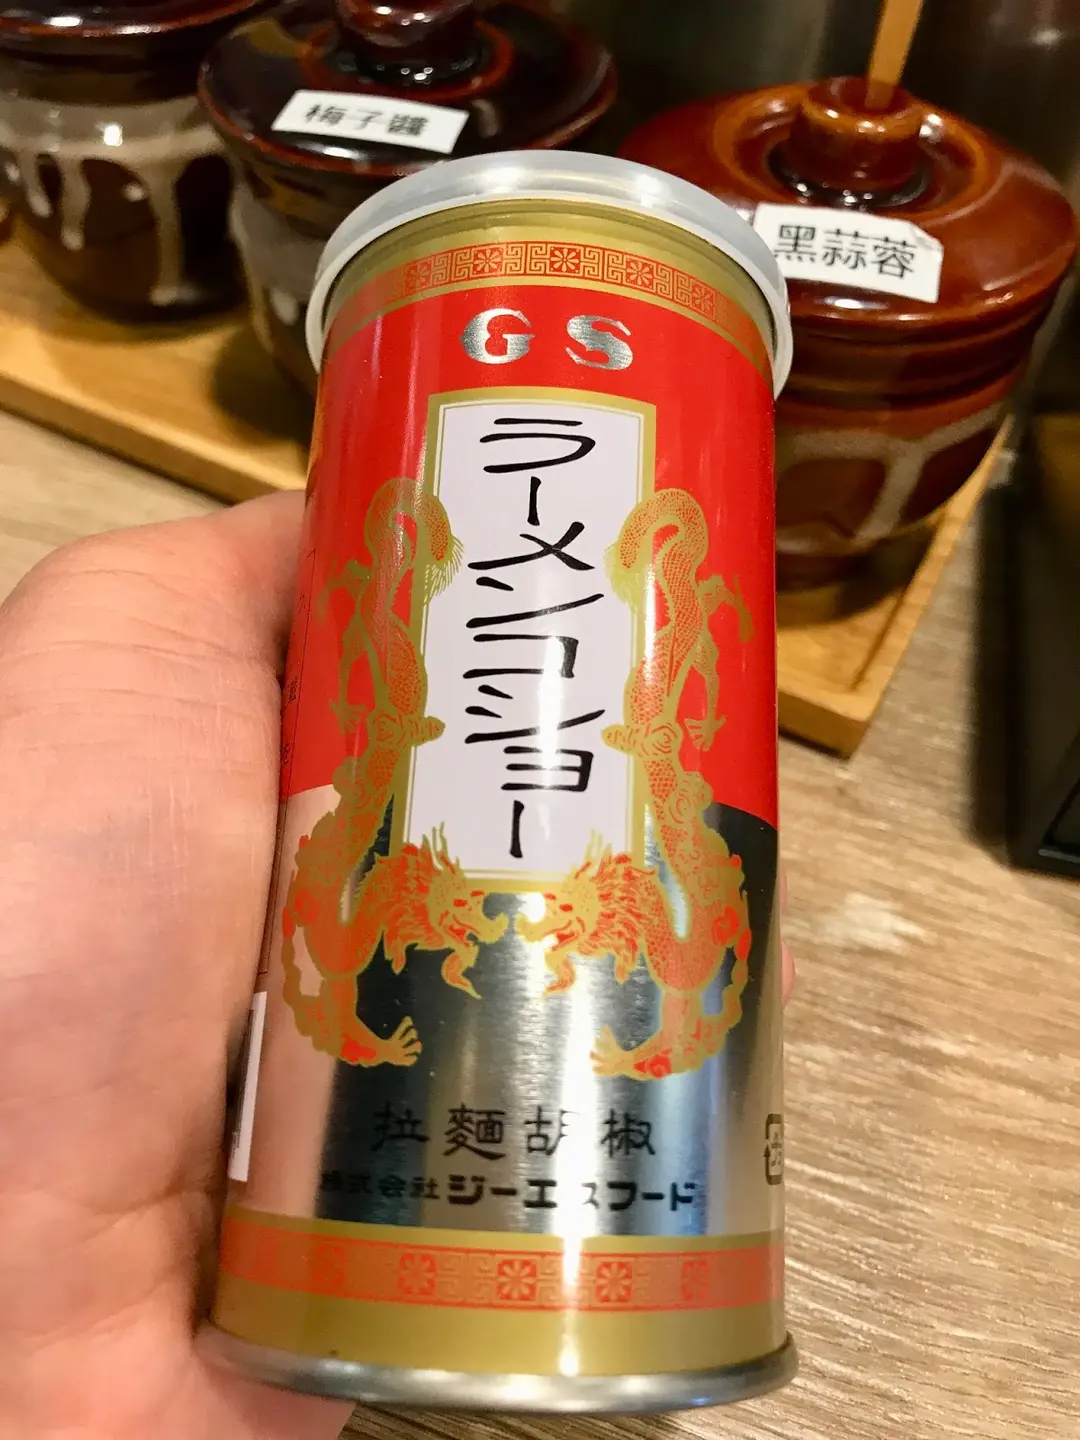 梅子醬
黑蒜蓉
GS
ラーメンコショー
拉麵胡椒
株式会社ジーエスフード